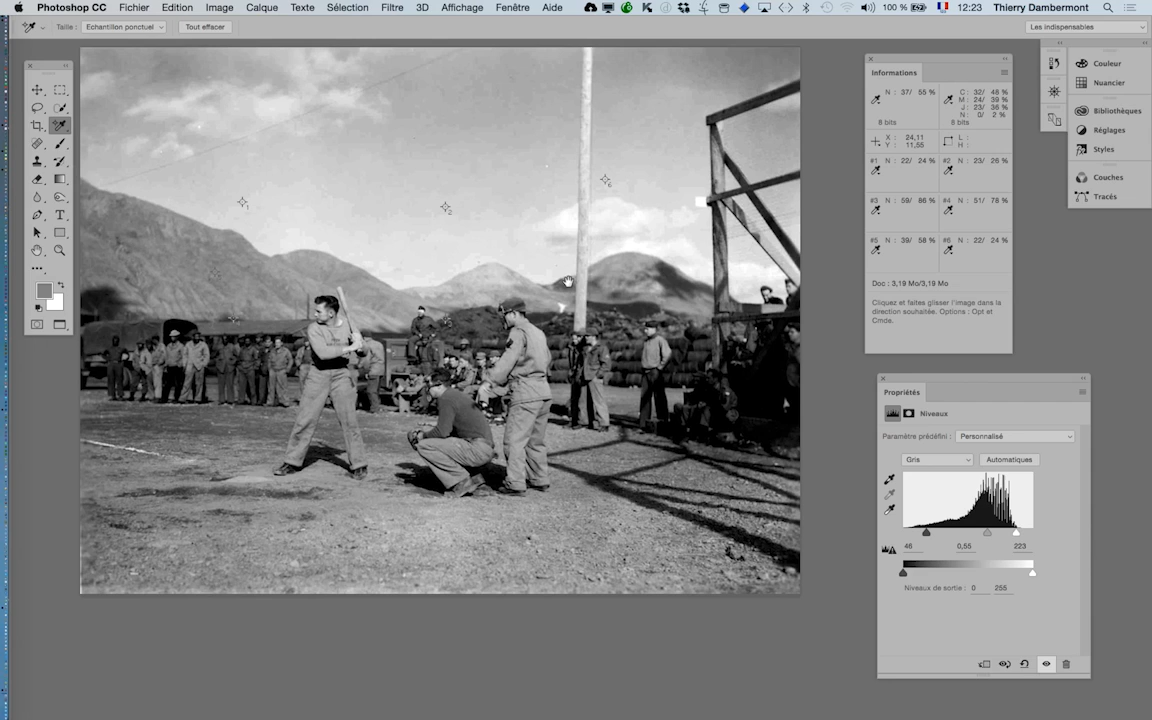 Photoshop CC Fichier Edition Image Calque Texte Sélection Filtre 3D Affichage Fenêtre Aide 100 % 12:23 Thierry Dambermont
Taille : Echantillon ponctuel Tout effacer Les indispensables
Informations
N : 37/ 55 %
8 bits
C : 32/ 48 %
M : 24/ 39 %
J : 23/ 36 %
N : 0/ 2 %
8 bits
X : 24,11
Y : 11,55
L :
H :
#1 N : 22/ 24 % #2 N : 23/ 26 %
#3 N : 59/ 86 % #4 N : 51/ 78 %
#5 N : 39/ 58 % #6 N : 22/ 24 %
Doc : 3,19 Mo/3,19 Mo
Cliquez et faites glisser l'image dans la
direction souhaitée. Options : Opt et
Cmde.
Couleur
Nuancier
Bibliothèques
Réglages
Styles
Couches
Tracés
1
2
6
Propriétés
Niveaux
Paramètre prédéfini : Personnalisé
Gris Automatiques
46 0,55 223
Niveaux de sortie : 0 255